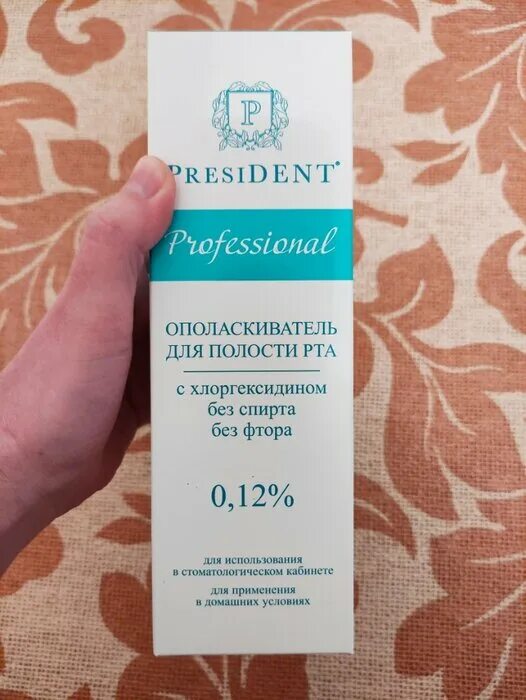 P
PRESIDENT®
Professional
ОПОЛАСКИВАТЕЛЬ
ДЛЯ ПОЛОСТИ РТА
с хлоргексидином
без спирта
без фтора
0,12%
для использования
в стоматологическом кабинете
для применения
в домашних условиях